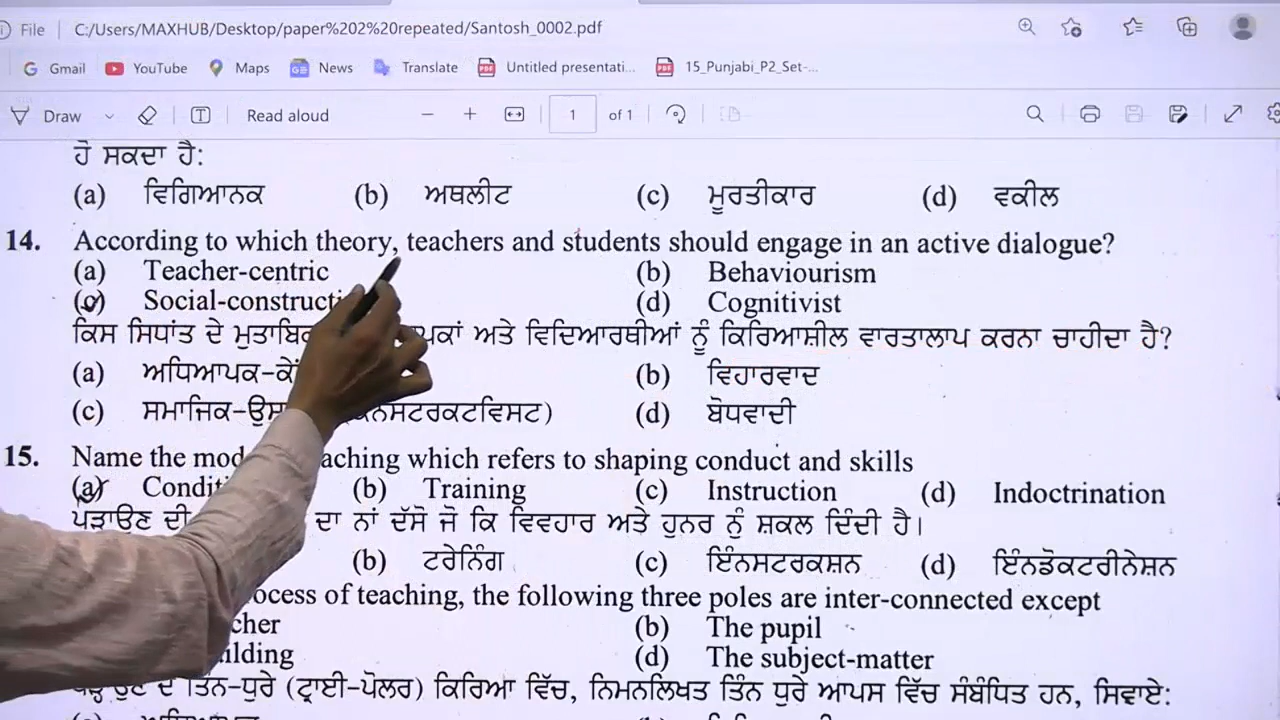 File C:/Users/MAXHUB/Desktop/paper%202%20repeated/Santosh_0002.pdf
Gmail YouTube Maps News Translate Untitled presentati... 15_Punjabi_P2_Set-...
Draw Read aloud 1 of 1
ਹੋ ਸਕਦਾ ਹੈ:
(a) ਵਿਗਿਆਨਕ (b) ਅਥਲੀਟ (c) ਮੂਰਤੀਕਾਰ (d) ਵਕੀਲ
14. According to which theory, teachers and students should engage in an active dialogue?
(a) Teacher-centric (b) Behaviourism
(c) Social-constructi (d) Cognitivist
ਕਿਸ ਸਿਧਾਂਤ ਦੇ ਪਕਾਂ ਅਤੇ ਵਿਦਿਆਰਥੀਆਂ ਨੂੰ ਕਿਰਿਆਸ਼ੀਲ ਵਾਰਤਾਲਾਪ ਕਰਨਾ ਚਾਹੀਦਾ ਹੈ?
(a) ਅਧਿਆਪਕ-ਕੇਂ (b) ਵਿਹਾਰਵਾਦ
(c) ਸਮਾਜਿਕ-ਉਸ ਕਨਸਟਰਕਟਵਿਸਟ) (d) ਬੋਧਵਾਦੀ
15. Name the mod aching which refers to shaping conduct and skills
(a) Condit (b) Training (c) Instruction (d) Indoctrination
ਪੜਾਉਣ ਦੀ ਦਾ ਨਾਂ ਦੱਸੋ ਜੋ ਕਿ ਵਿਵਹਾਰ ਅਤੇ ਹੁਨਰ ਨੂੰ ਸ਼ਕਲ ਦਿੰਦੀ ਹੈ।
(b) ਟਰੇਨਿੰਗ (c) ਇੰਨਸਟਰਕਸ਼ਨ (d) ਇੰਨਡੋਕਟਰੀਨੇਸ਼ਨ
ocess of teaching, the following three poles are inter-connected except
cher (b) The pupil
ilding (d) The subject-matter
ਦੇ ਤਿੰਨ-ਧੁਰੇ (ਟ੍ਰਾਈ-ਪੋਲਰ) ਕਿਰਿਆ ਵਿੱਚ, ਨਿਮਨਲਿਖਤ ਤਿੰਨ ਧੁਰੇ ਆਪਸ ਵਿੱਚ ਸੰਬੰਧਿਤ ਹਨ, ਸਿਵਾਏ: